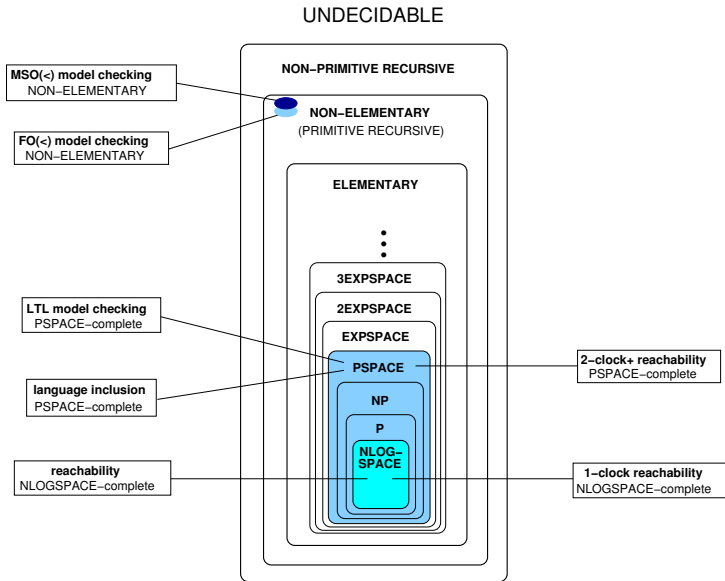 UNDECIDABLE
NON−PRIMITIVE RECURSIVE
MSO(<) model checking
NON−ELEMENTARY
NON−ELEMENTARY
(PRIMITIVE RECURSIVE)
FO(<) model checking
NON−ELEMENTARY
ELEMENTARY
3EXPSPACE
2EXPSPACE
EXPSPACE
LTL model checking
PSPACE−complete
PSPACE
2−clock+ reachability
PSPACE−complete
language inclusion
PSPACE−complete
NP
P
NLOG−
SPACE
reachability
NLOGSPACE−complete
1−clock reachability
NLOGSPACE−complete